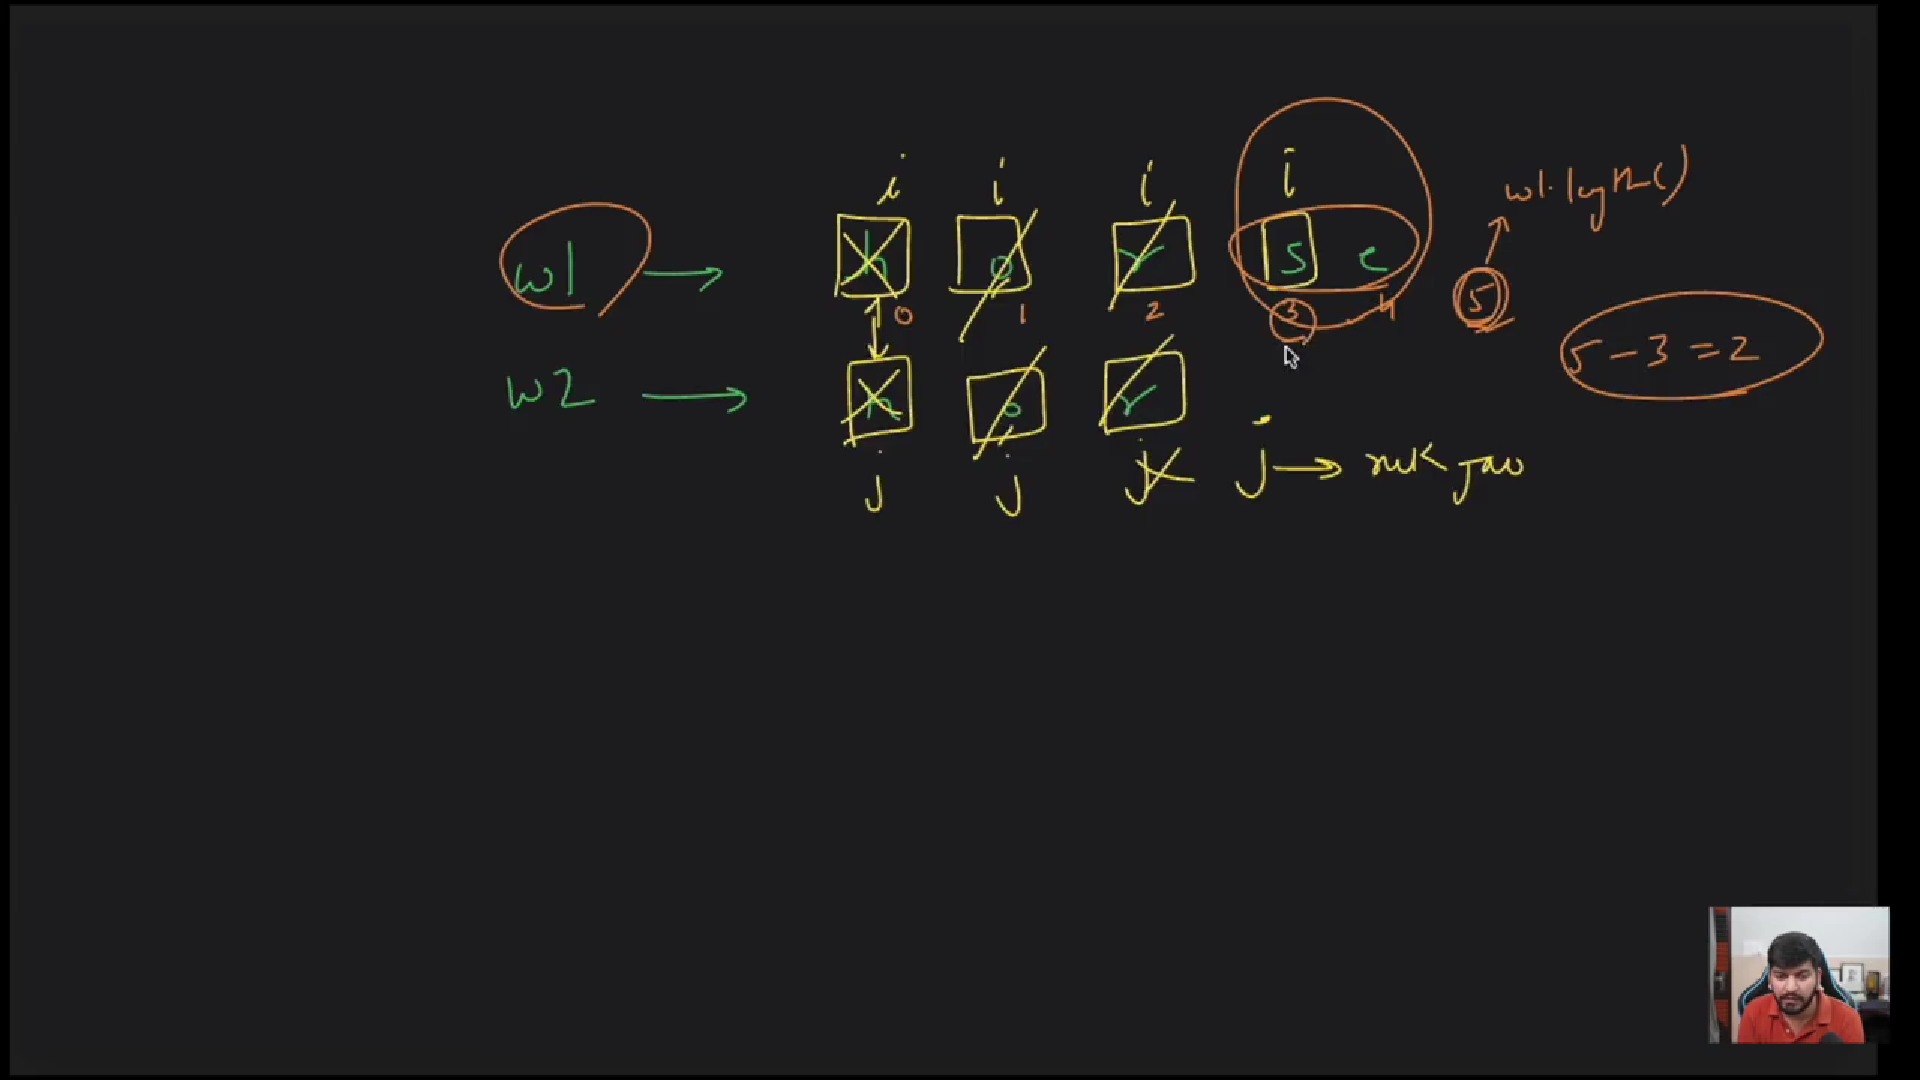 i i i i w1.length()
w1 → h o r s e 5
0 1 2 3 4
5 - 3 = 2
w2 → h o r
j j j j → ruk jao